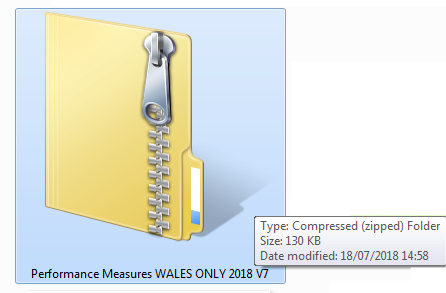 Type: Compressed (zipped) Folder
Size: 130 KB
Date modified: 18/07/2018 14:58
Performance Measures WALES ONLY 2018 V7